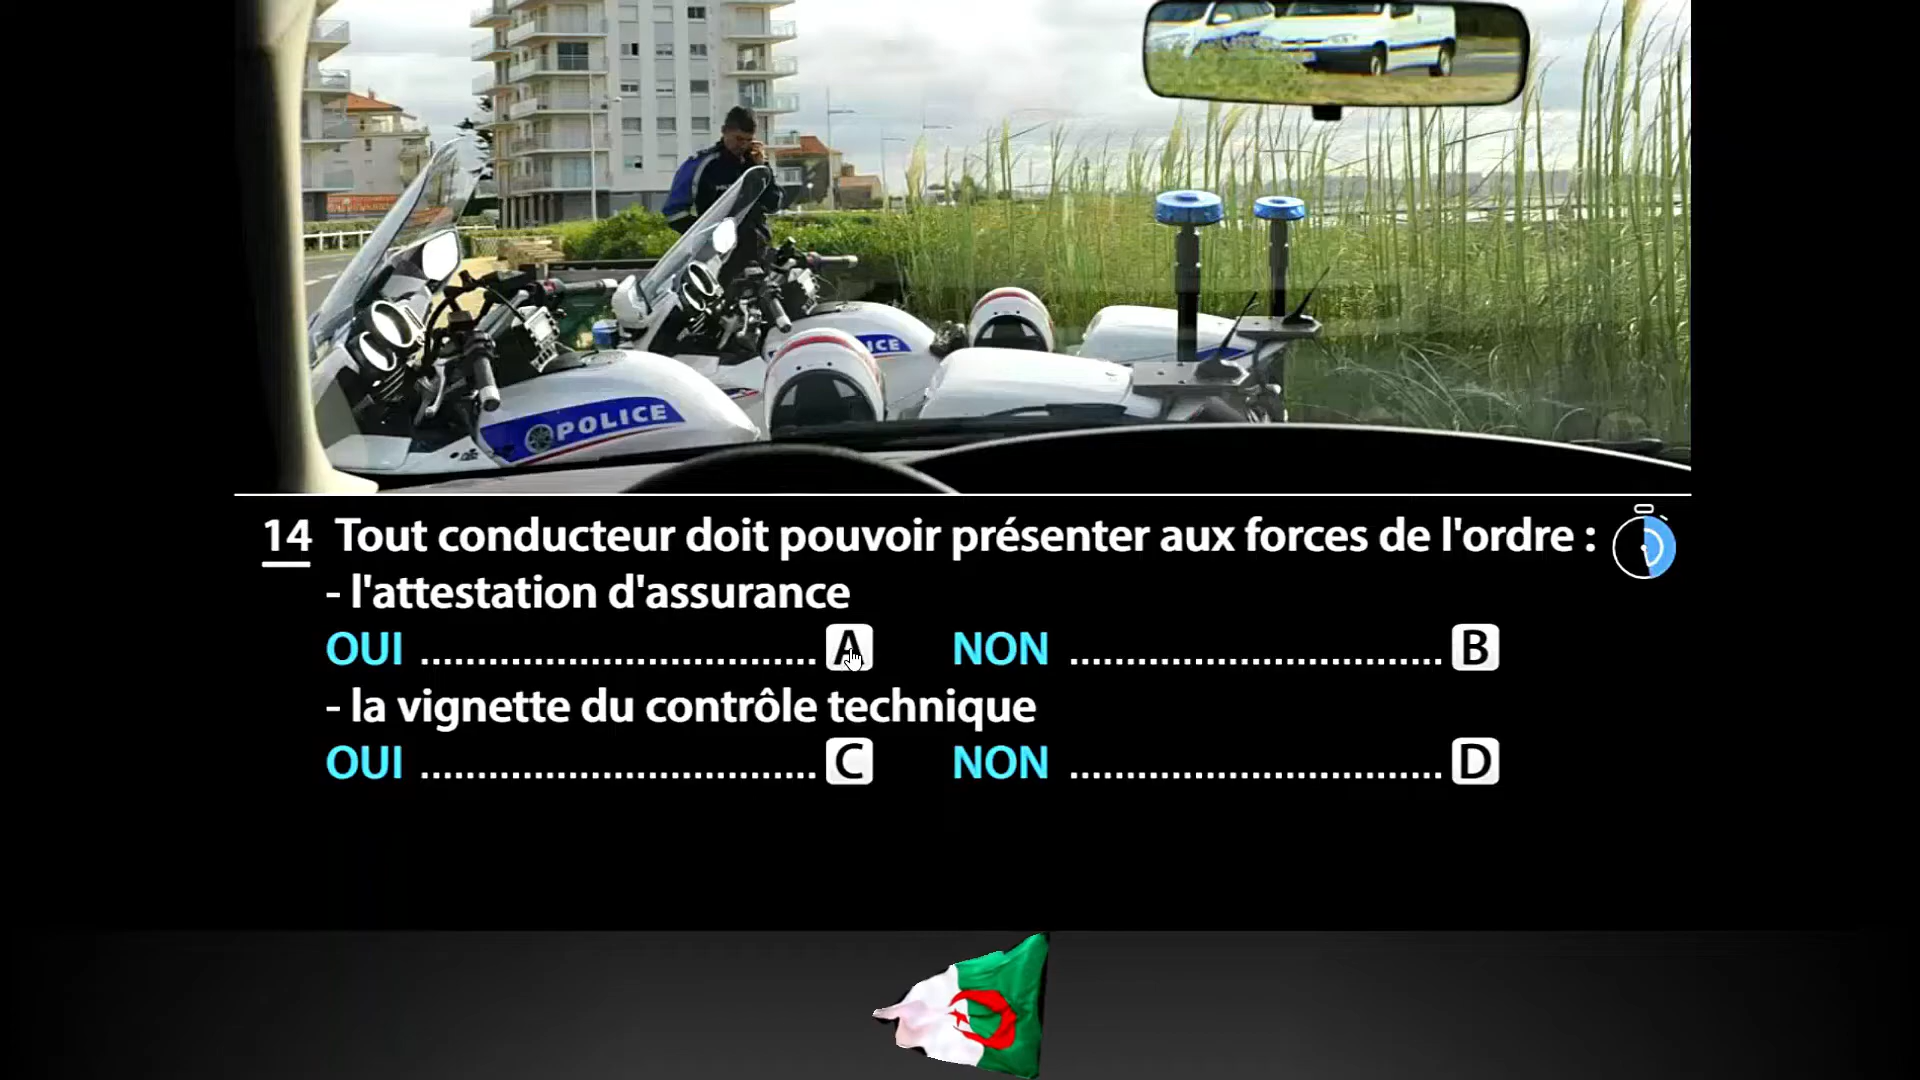 POLICE
ICE
14 Tout conducteur doit pouvoir présenter aux forces de l'ordre :
- l'attestation d'assurance
OUI .................................. A NON ................................ B
- la vignette du contrôle technique
OUI .................................. C NON ................................ D